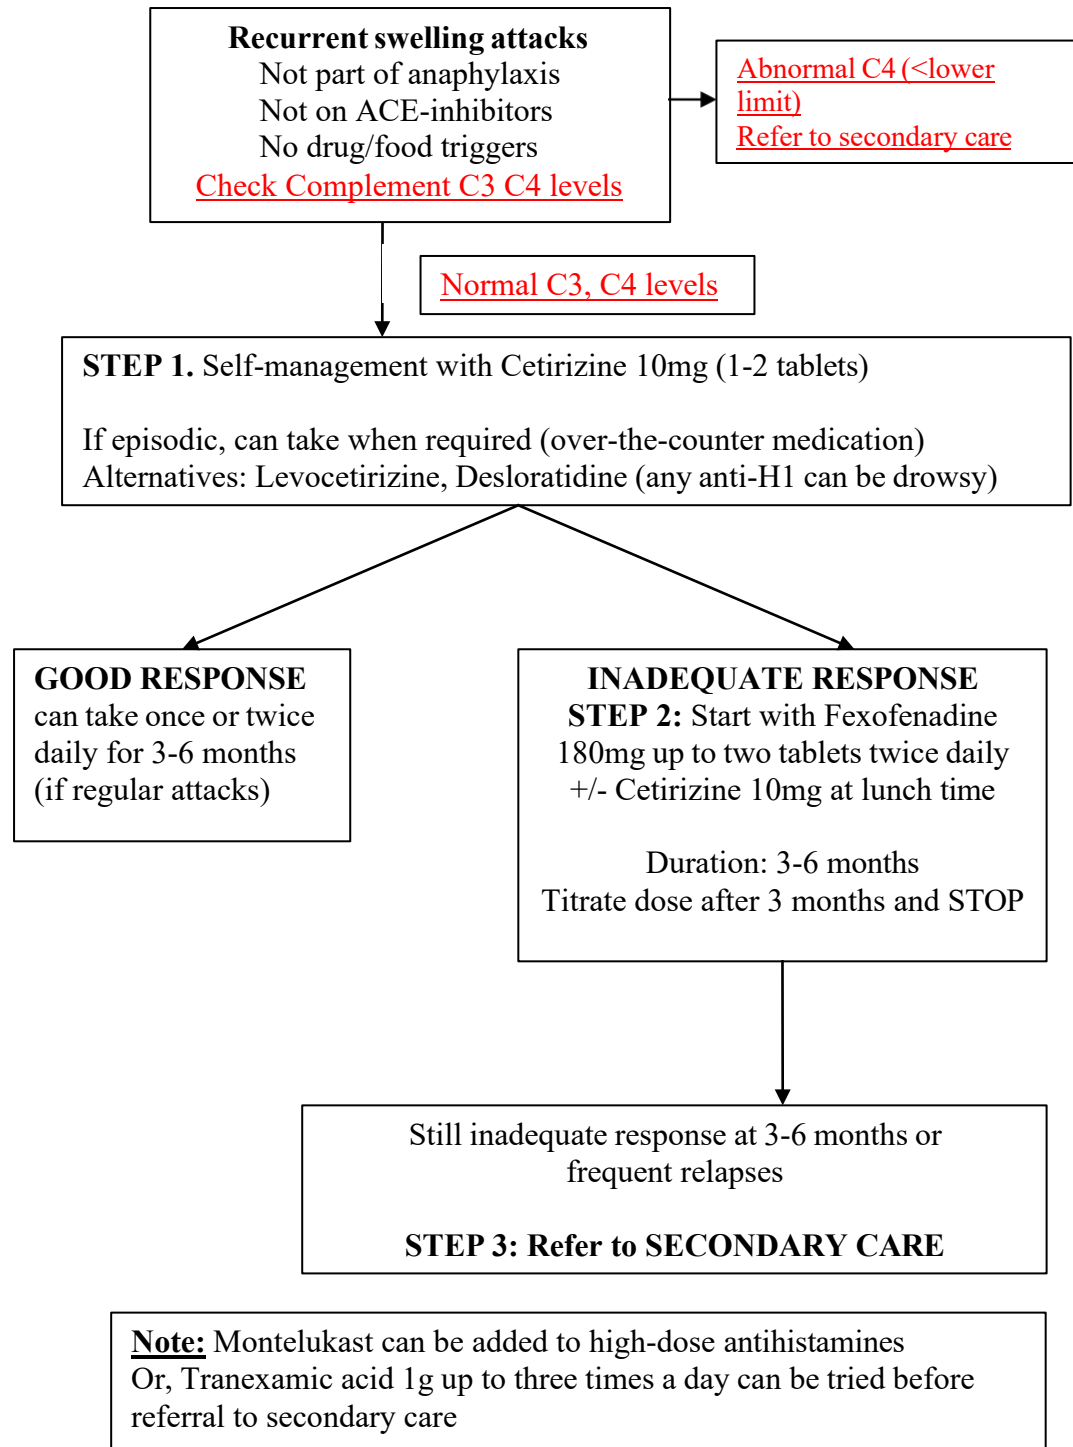 Recurrent swelling attacks
Not part of anaphylaxis
Not on ACE-inhibitors
No drug/food triggers
Check Complement C3 C4 levels
Abnormal C4 (<lower
limit)
Refer to secondary care
Normal C3, C4 levels
STEP 1. Self-management with Cetirizine 10mg (1-2 tablets)
If episodic, can take when required (over-the-counter medication)
Alternatives: Levocetirizine, Desloratidine (any anti-H1 can be drowsy)
GOOD RESPONSE
can take once or twice
daily for 3-6 months
(if regular attacks)
INADEQUATE RESPONSE
STEP 2: Start with Fexofenadine
180mg up to two tablets twice daily
+/- Cetirizine 10mg at lunch time
Duration: 3-6 months
Titrate dose after 3 months and STOP
Still inadequate response at 3-6 months or
frequent relapses
STEP 3: Refer to SECONDARY CARE
Note: Montelukast can be added to high-dose antihistamines
Or, Tranexamic acid 1g up to three times a day can be tried before
referral to secondary care